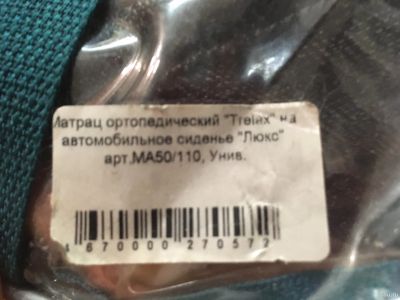 Матрац ортопедический "Trelax" на
автомобильное сиденье "Люкс"
арт.МА50/110, Унив.
4 670000 270572